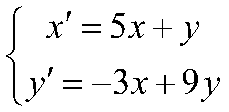 x′ = 5x + y
y′ = −3x + 9y